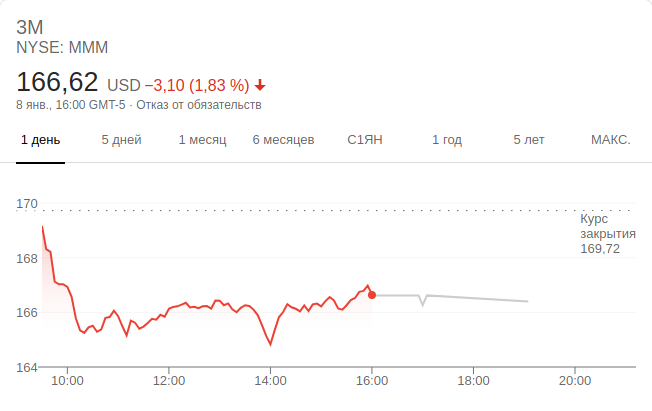 3M
NYSE: MMM
166,62 USD −3,10 (1,83 %)
8 янв., 16:00 GMT-5 · Отказ от обязательств
1 день 5 дней 1 месяц 6 месяцев С1ЯН 1 год 5 лет МАКС.
170
Курс
закрытия
169,72
168
166
164
10:00 12:00 14:00 16:00 18:00 20:00